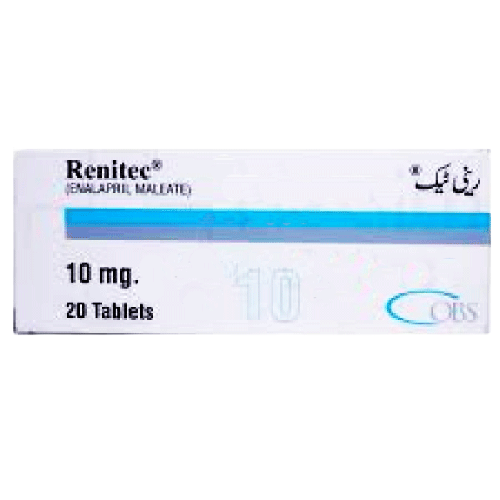 Renitec®
(ENALAPRIL MALEATE)
رینی ٹیک®
10 mg.
10
20 Tablets
OBS